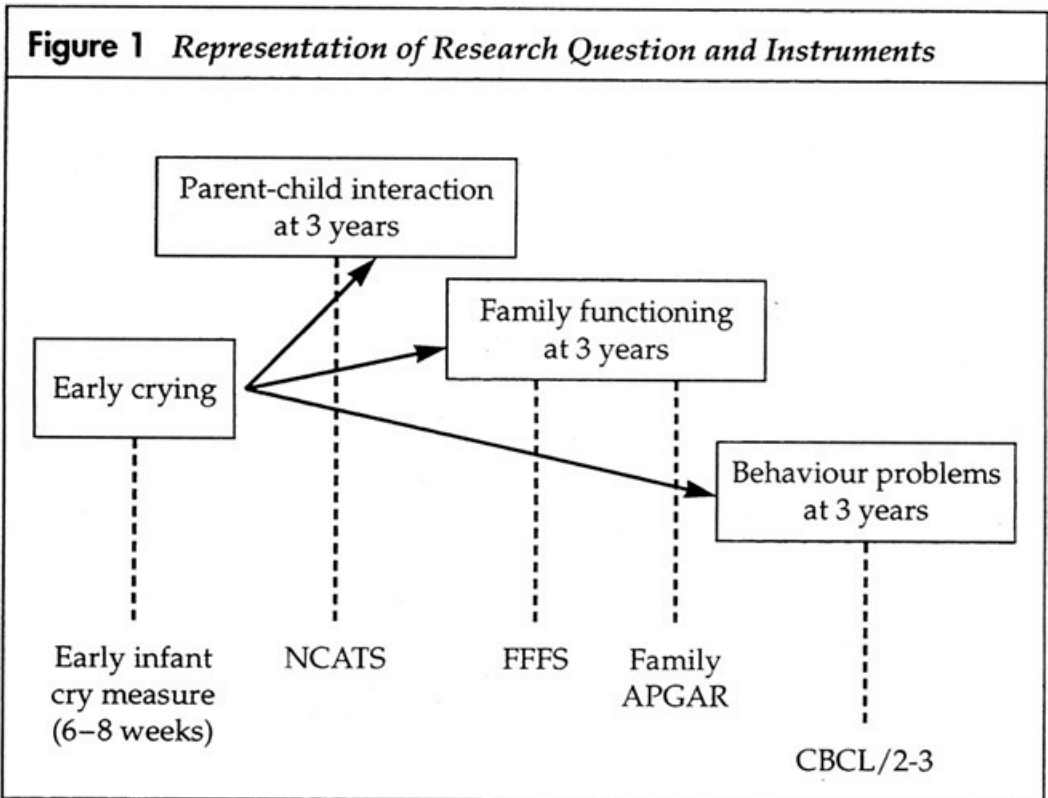 Figure 1 Representation of Research Question and Instruments
Parent-child interaction
at 3 years
Family functioning
at 3 years
Early crying
Behaviour problems
at 3 years
Early infant
cry measure
(6–8 weeks)
NCATS
FFFS
Family
APGAR
CBCL/2-3